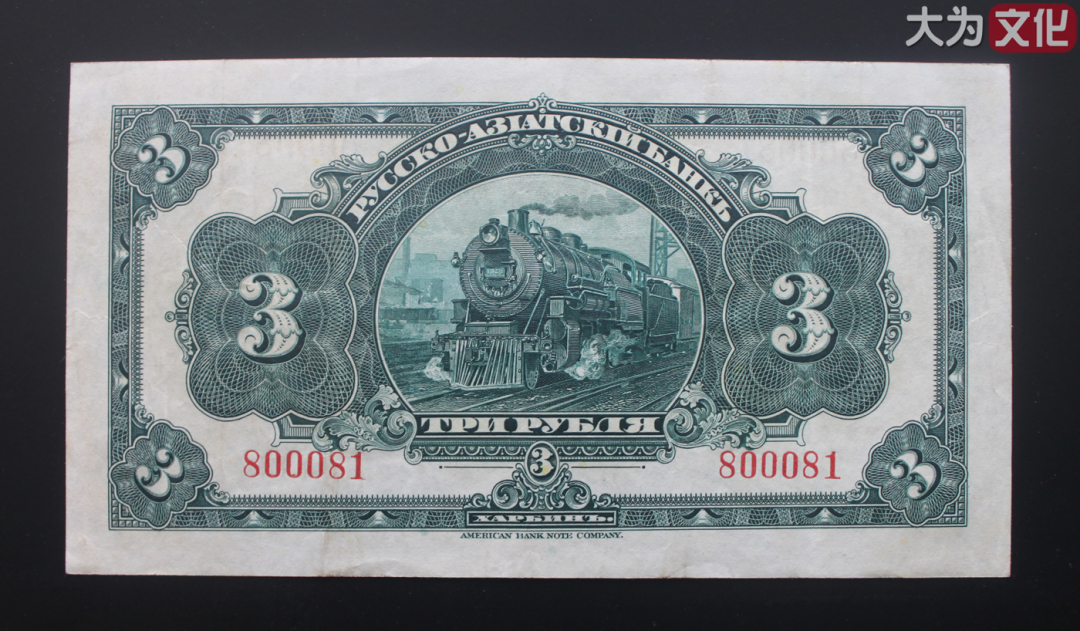 大为文化
3 3
РУССКО-АЗІАТСКІЙ БАНКЪ
3 3
ТРИ РУБЛЯ
800081 3 800081
3 3
ХАРБИНЪ.
AMERICAN BANK NOTE COMPANY.